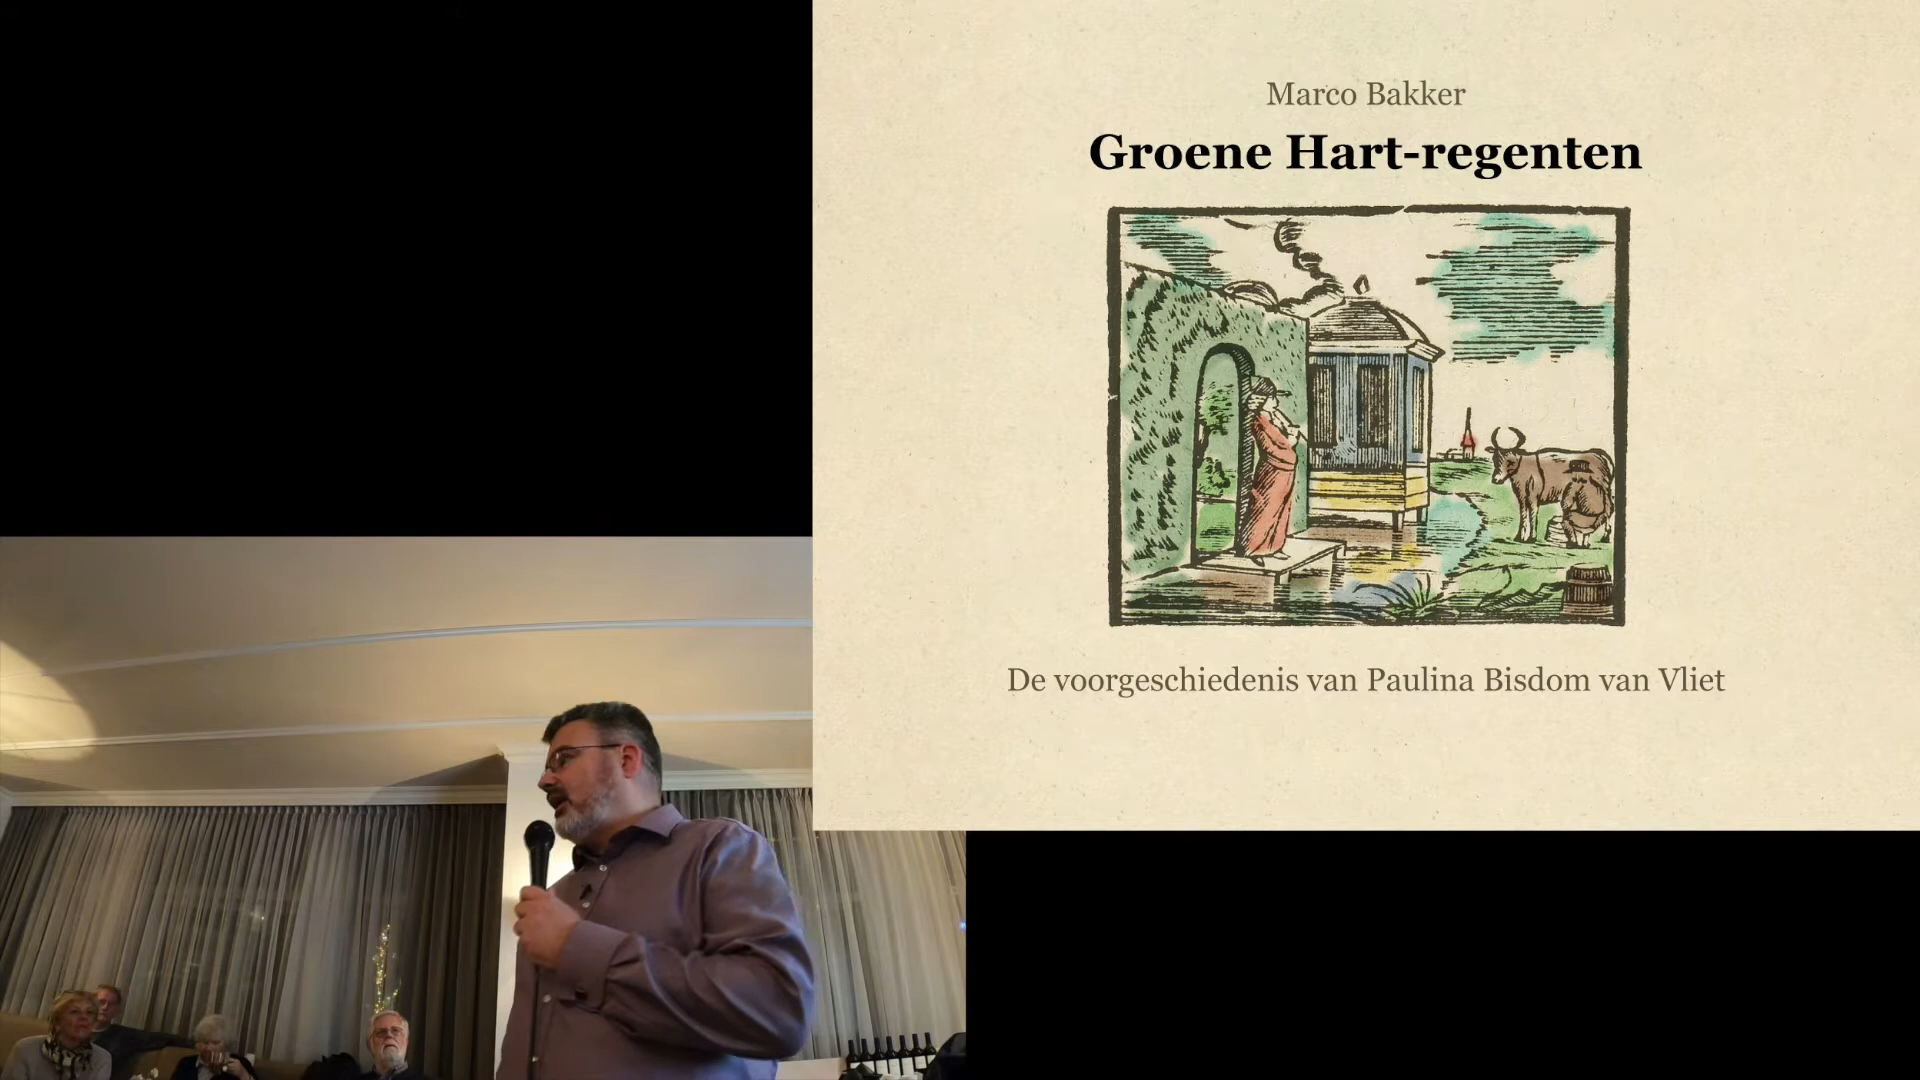 Marco Bakker
Groene Hart-regenten
De voorgeschiedenis van Paulina Bisdom van Vliet